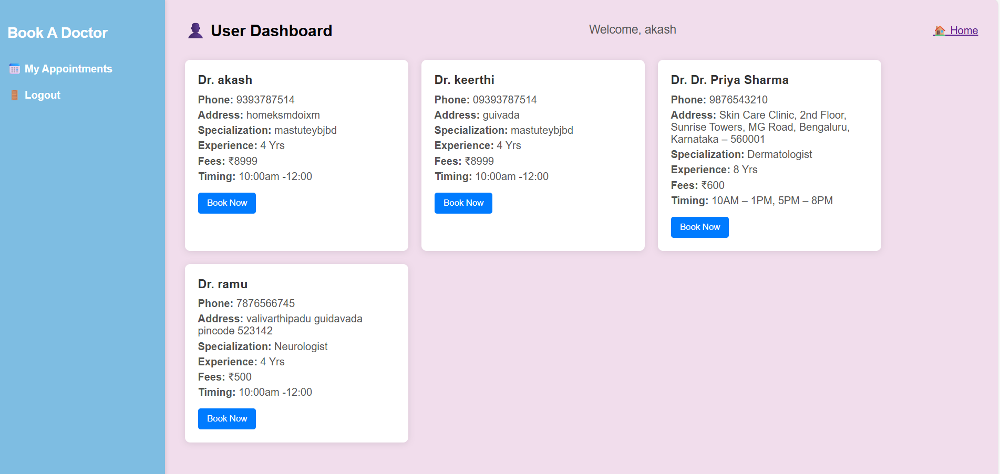 Book A Doctor
My Appointments
Logout
User Dashboard
Welcome, akash
Home
Dr. akash
Phone: 9393787514
Address: homeksmdoixm
Specialization: mastuteybjbd
Experience: 4 Yrs
Fees: ₹8999
Timing: 10:00am -12:00
Book Now
Dr. keerthi
Phone: 09393787514
Address: guivada
Specialization: mastuteybjbd
Experience: 4 Yrs
Fees: ₹8999
Timing: 10:00am -12:00
Book Now
Dr. Dr. Priya Sharma
Phone: 9876543210
Address: Skin Care Clinic, 2nd Floor,
Sunrise Towers, MG Road, Bengaluru,
Karnataka – 560001
Specialization: Dermatologist
Experience: 8 Yrs
Fees: ₹600
Timing: 10AM – 1PM, 5PM – 8PM
Book Now
Dr. ramu
Phone: 7876566745
Address: valivarthipadu guidavada
pincode 523142
Specialization: Neurologist
Experience: 4 Yrs
Fees: ₹500
Timing: 10:00am -12:00
Book Now